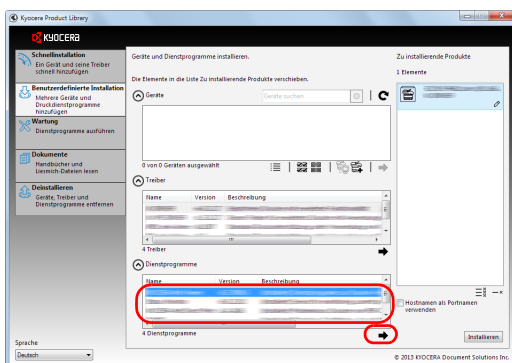 Kyocera Product Library
KYOCERA
Schnellinstallation
Ein Gerät und seine Treiber
schnell hinzufügen
Benutzerdefinierte Installation
Mehrere Geräte und
Druckdienstprogramme
hinzufügen
Wartung
Dienstprogramme ausführen
Dokumente
Handbücher und
Liesmich-Dateien lesen
Deinstallieren
Geräte, Treiber und
Dienstprogramme entfernen
Sprache
Deutsch
Geräte und Dienstprogramme installieren.
Die Elemente in die Liste Zu installierende Produkte verschieben.
Geräte
Geräte suchen
0 von 0 Geräten ausgewählt
Treiber
Name Version Beschreibung
4 Treiber
Dienstprogramme
Name Version Beschreibung
4 Dienstprogramme
Zu installierende Produkte
1 Elemente
Hostnamen als Portnamen
verwenden
Installieren
© 2013 KYOCERA Document Solutions Inc.